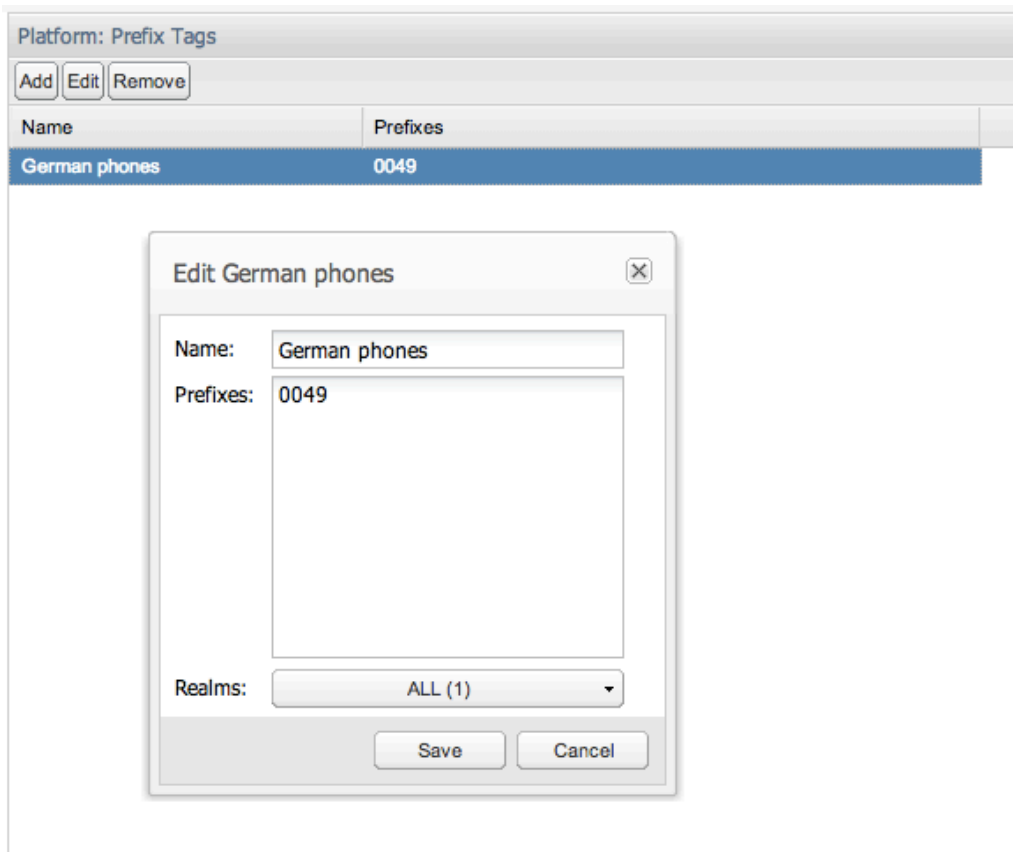 Platform: Prefix Tags
Add Edit Remove
Name Prefixes
German phones 0049
Edit German phones
Name: German phones
Prefixes: 0049
Realms: ALL (1)
Save Cancel